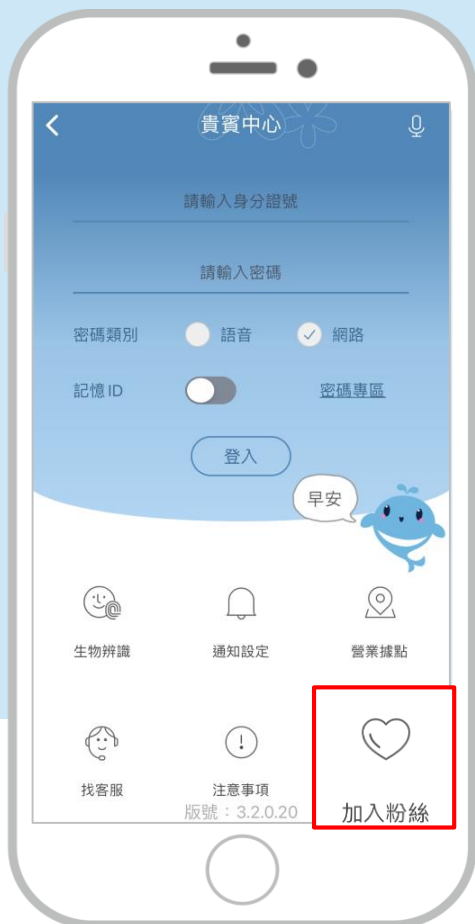 貴賓中心
請輸入身分證號
請輸入密碼
密碼類別 語音 網路
記憶ID 密碼專區
登入
早安
生物辨識 通知設定 營業據點
找客服 注意事項 加入粉絲
版號：3.2.0.20